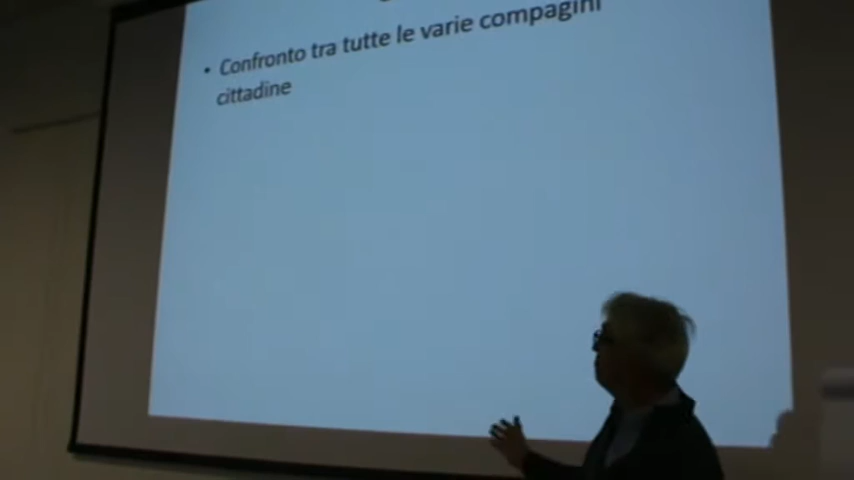 • Confronto tra tutte le varie compagini
cittadine